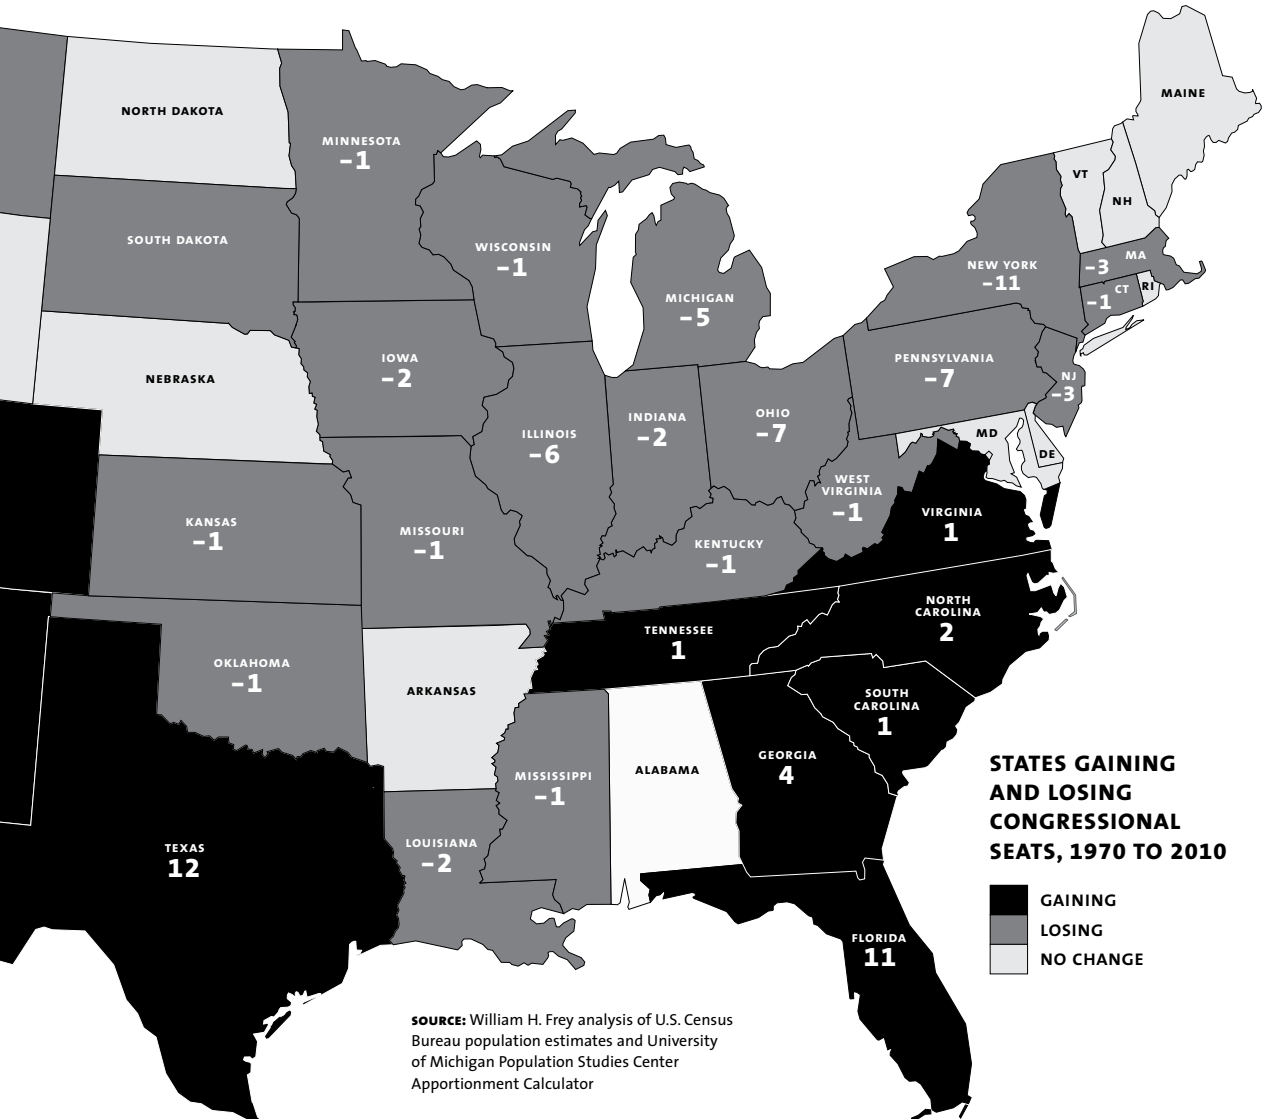 NORTH DAKOTA
MINNESOTA
–1
MAINE
VT
NH
SOUTH DAKOTA
WISCONSIN
–1
NEW YORK
–11
–3
MA
–1
CT
RI
MICHIGAN
–5
NEBRASKA
IOWA
–2
PENNSYLVANIA
–7
NJ
–3
ILLINOIS
–6
INDIANA
–2
OHIO
–7
MD
DE
WEST
VIRGINIA
–1
VIRGINIA
1
KANSAS
–1
MISSOURI
–1
KENTUCKY
–1
NORTH
CAROLINA
2
TENNESSEE
1
OKLAHOMA
–1
ARKANSAS
SOUTH
CAROLINA
1
MISSISSIPPI
–1
ALABAMA
GEORGIA
4
TEXAS
12
LOUISIANA
–2
FLORIDA
11
STATES GAINING
AND LOSING
CONGRESSIONAL
SEATS, 1970 TO 2010
GAINING
LOSING
NO CHANGE
SOURCE: William H. Frey analysis of U.S. Census
Bureau population estimates and University
of Michigan Population Studies Center
Apportionment Calculator